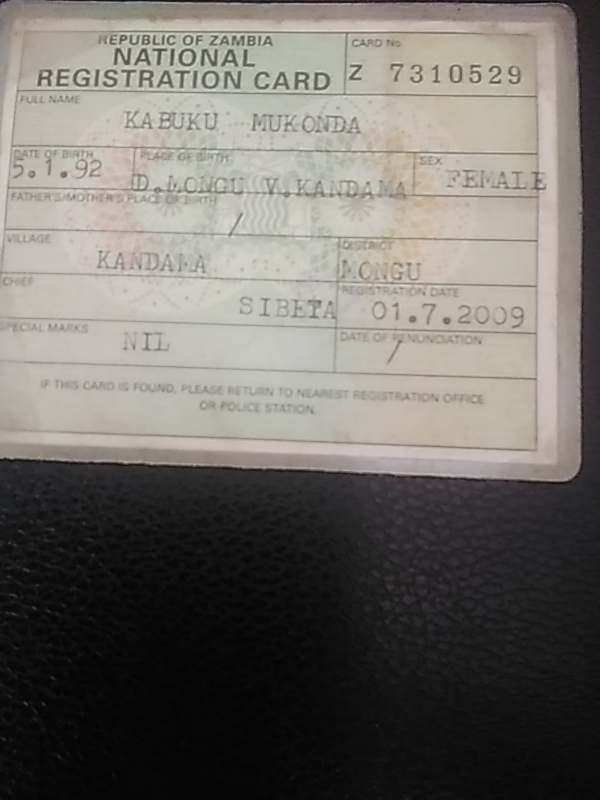 REPUBLIC OF ZAMBIA
NATIONAL
REGISTRATION CARD
CARD No.
Z 7310529
FULL NAME
KABUKU MUKONDA
DATE OF BIRTH
5.1.92
PLACE OF BIRTH
D.MONGU V.KANDAMA
SEX
FEMALE
FATHER'S/MOTHER'S PLACE OF BIRTH
/
VILLAGE
KANDAMA
DISTRICT
MONGU
CHIEF
SIBETA
REGISTRATION DATE
01.7.2009
SPECIAL MARKS
NIL
DATE OF RENUNCIATION
/
IF THIS CARD IS FOUND, PLEASE RETURN TO NEAREST REGISTRATION OFFICE
OR POLICE STATION.